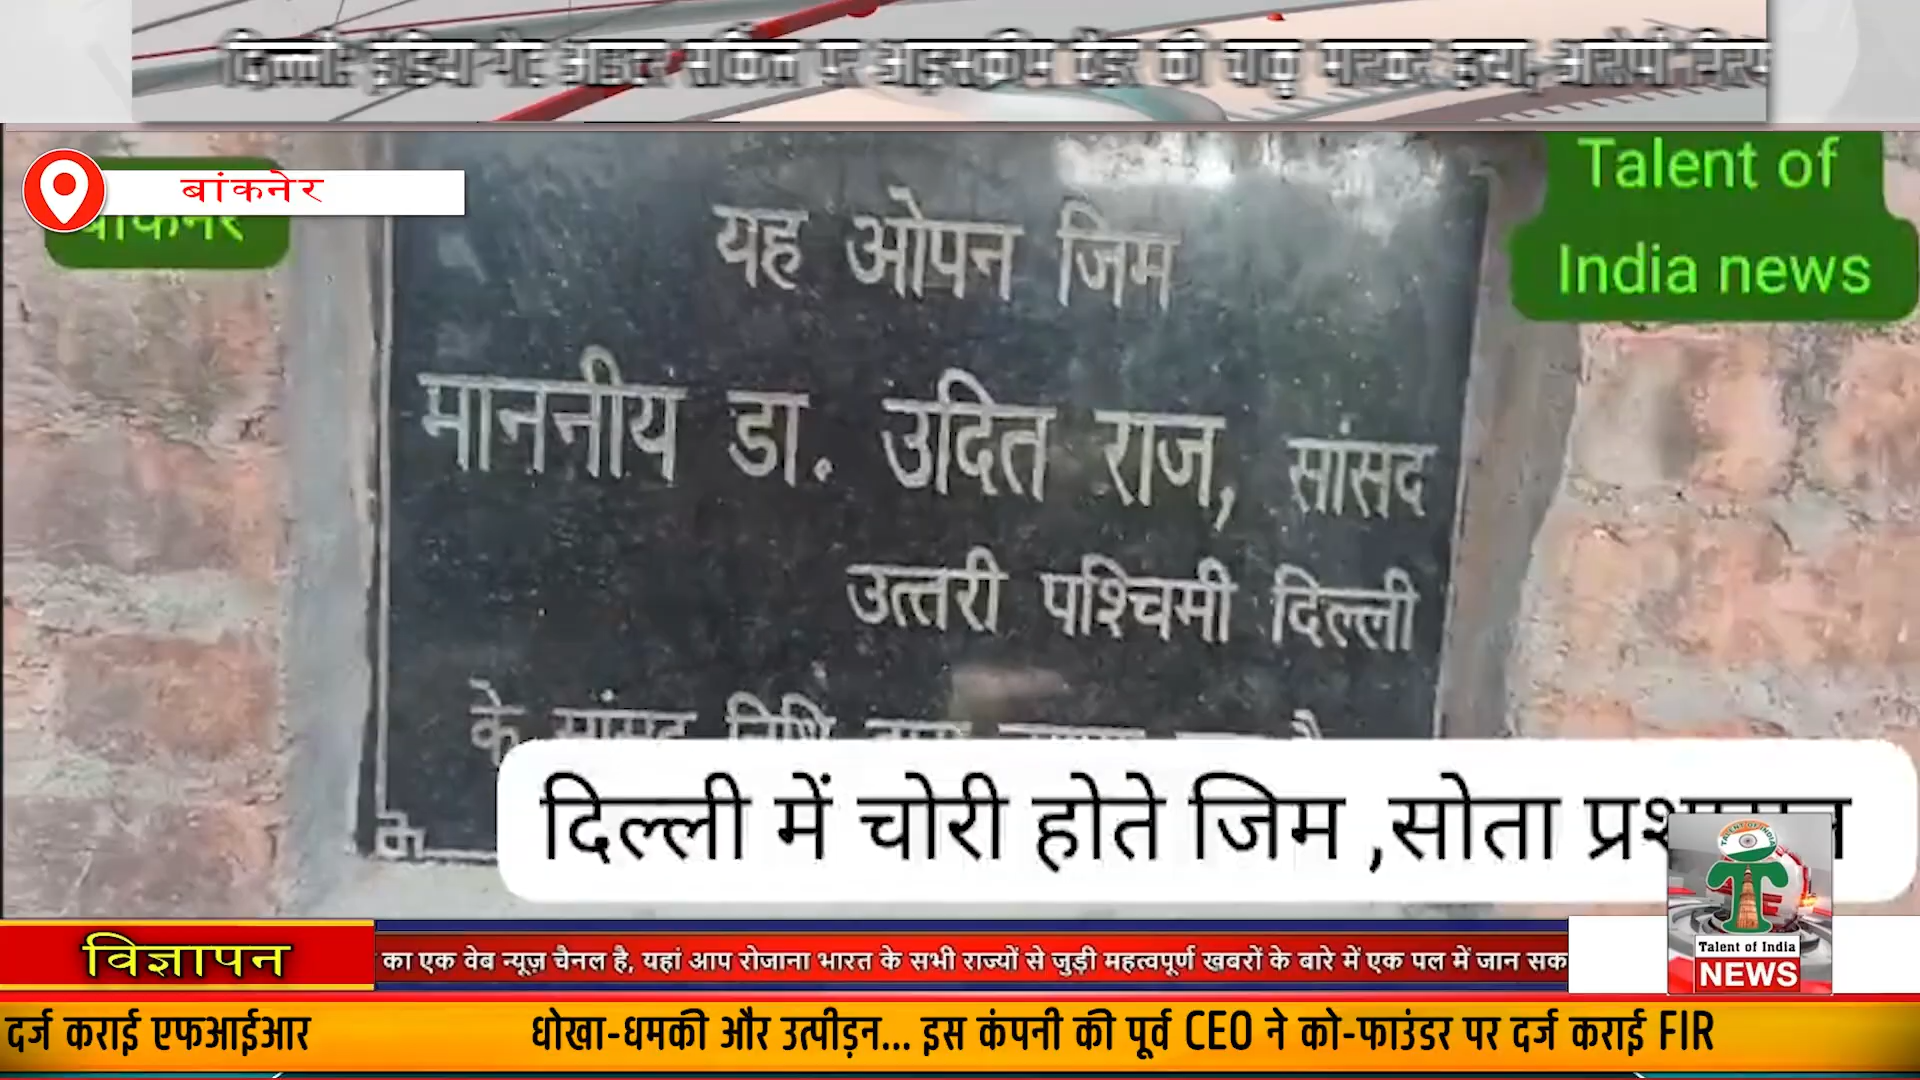 दिल्ली: इंडिया गेट
बांकनेर
Talent of
India news
यह ओपन जिम
माननीय डा. उदित राज, सांसद
उत्तरी पश्चिमी दिल्ली
के सांसद निधि
दिल्ली में चोरी होते जिम ,सोता
विज्ञापन
का एक वेब न्यूज़ चैनल है, यहां आप रोजाना भारत के सभी राज्यों से जुड़ी महत्वपूर्ण खबरों के बारे में एक पल में जान सक
Talent of India
NEWS
दर्ज कराई एफआईआर धोखा-धमकी और उत्पीड़न... इस कंपनी की पूर्व CEO ने को-फाउंडर पर दर्ज कराई FIR